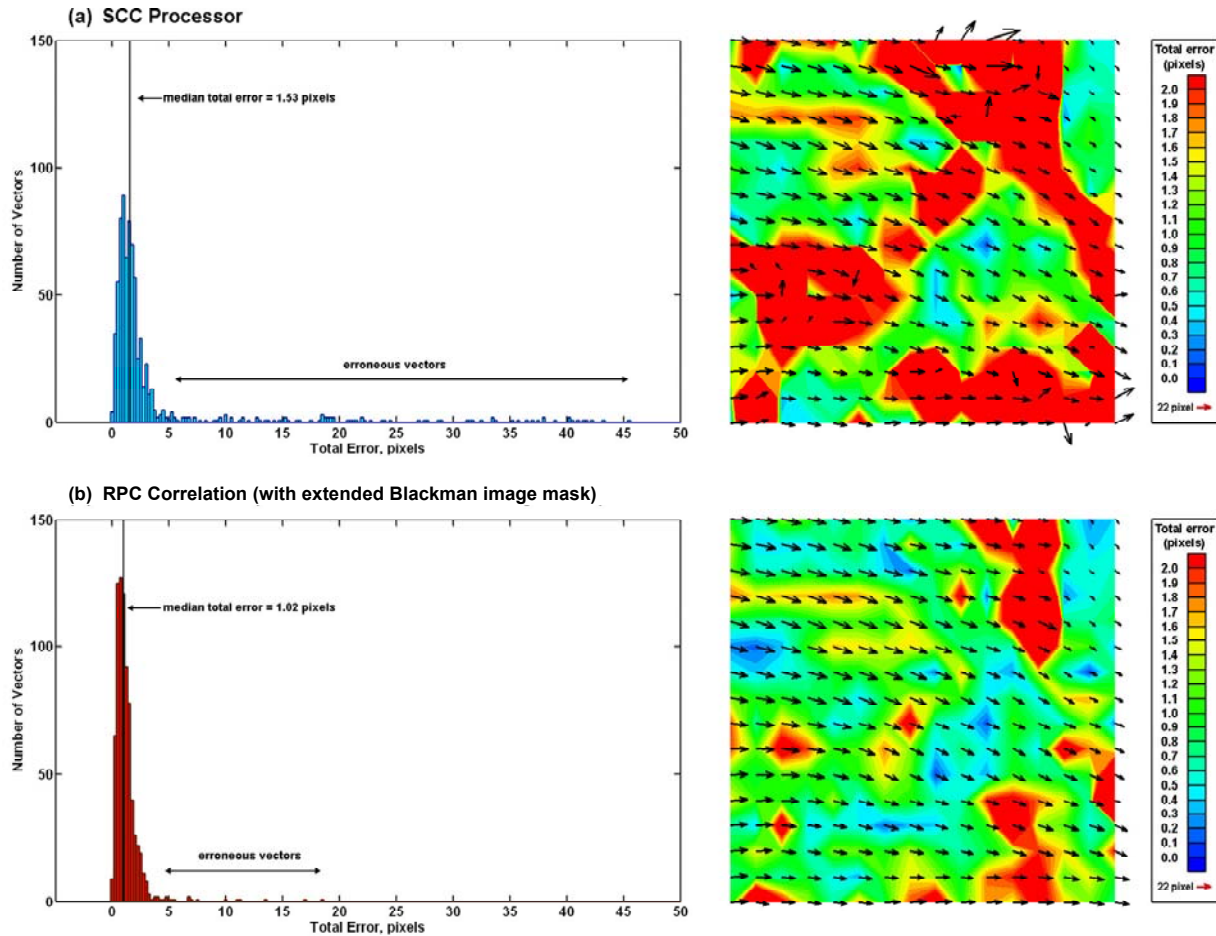 (a) SCC Processor
150
100
50
0
Number of Vectors
median total error = 1.53 pixels
erroneous vectors
0 5 10 15 20 25 30 35 40 45 50
Total Error, pixels
Total error
(pixels)
2.0
1.8
1.7
1.6
1.5
1.4
1.3
1.2
1.1
1.0
0.9
0.8
0.7
0.6
0.5
0.4
0.3
0.2
0.1
0.0
22 pixel
(b) RPC Correlation (with extended Blackman image mask)
150
100
50
0
Number of Vectors
median total error = 1.02 pixels
erroneous vectors
0 5 10 15 20 25 30 35 40 45 50
Total Error, pixels
Total error
(pixels)
2.0
1.8
1.7
1.6
1.5
1.4
1.3
1.2
1.1
1.0
0.9
0.8
0.7
0.6
0.5
0.4
0.3
0.2
0.1
0.0
22 pixel